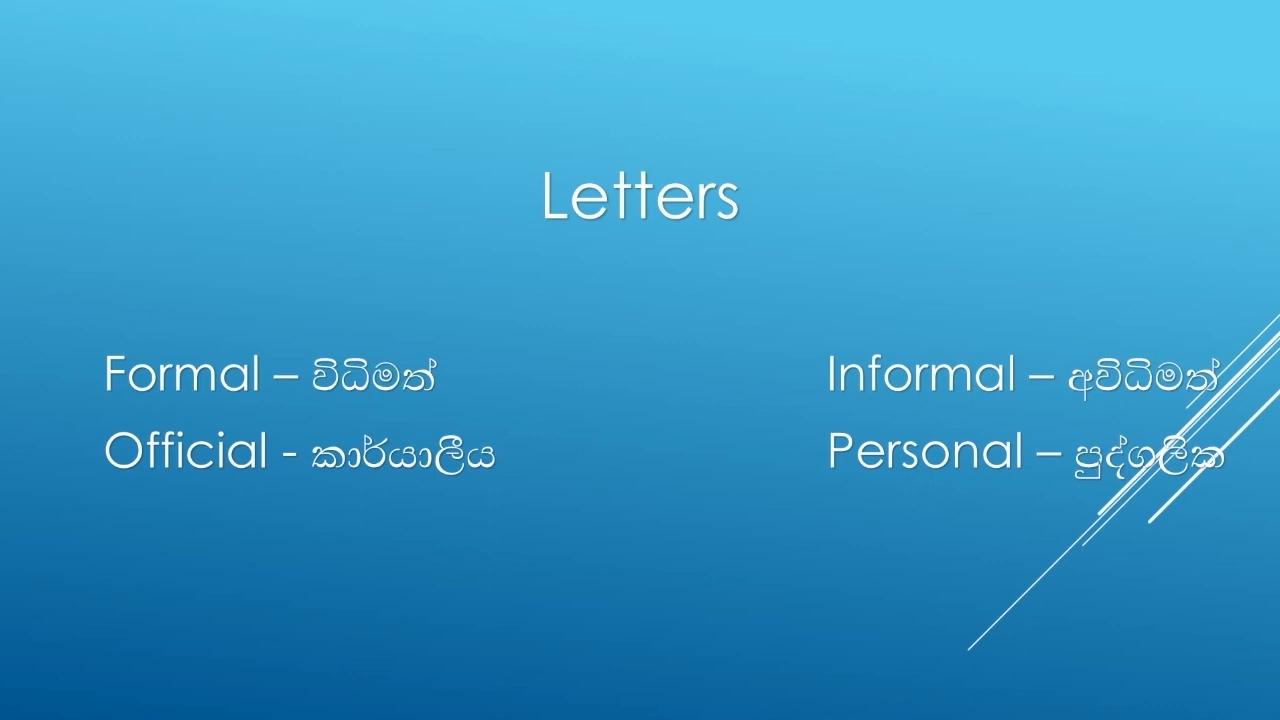 Letters
Formal – විධිමත්
Official - කාර්යාලීය
Informal – අවිධිමත්
Personal – පුද්ගලික